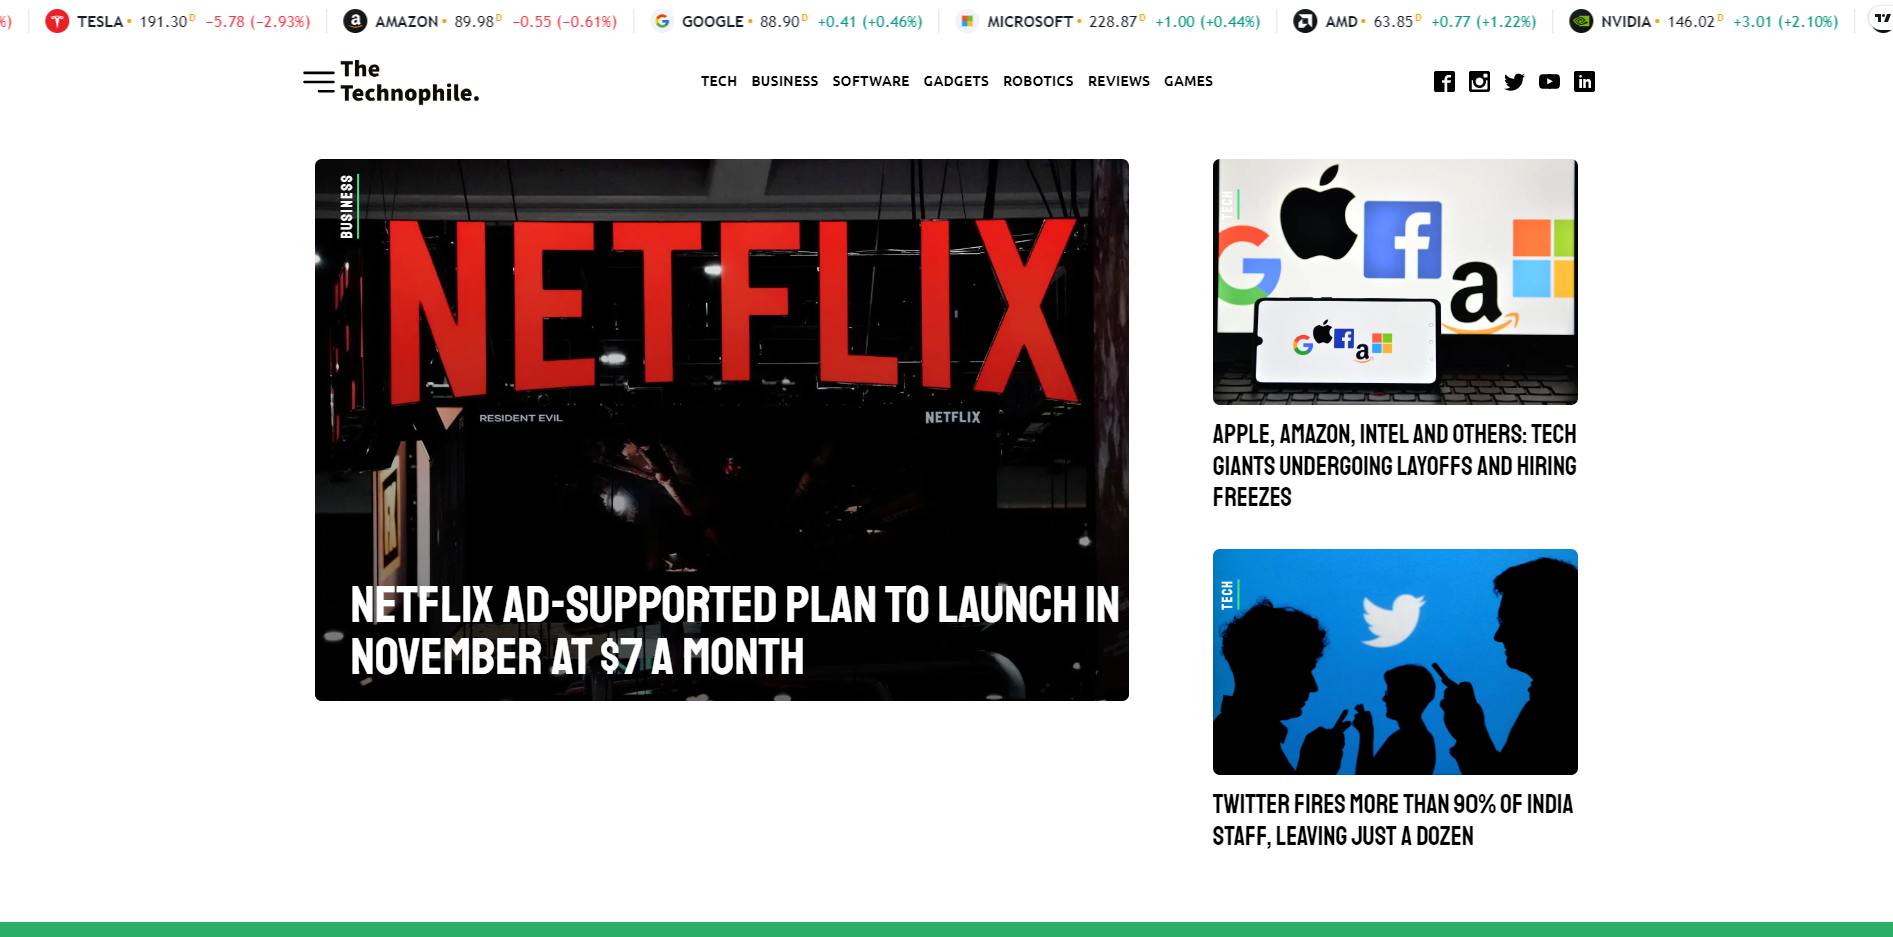 %)
TESLA • 191.30 D −5.78 (−2.93%)
AMAZON • 89.98 D −0.55 (−0.61%)
GOOGLE • 88.90 D +0.41 (+0.46%)
MICROSOFT • 228.87 D +1.00 (+0.44%)
AMD • 63.85 D +0.77 (+1.22%)
NVIDIA • 146.02 D +3.01 (+2.10%)
The
Technophile.
TECH BUSINESS SOFTWARE GADGETS ROBOTICS REVIEWS GAMES
BUSINESS
NETFLIX
RESIDENT EVIL
NETFLIX
NETFLIX AD-SUPPORTED PLAN TO LAUNCH IN
NOVEMBER AT $7 A MONTH
TECH
APPLE, AMAZON, INTEL AND OTHERS: TECH
GIANTS UNDERGOING LAYOFFS AND HIRING
FREEZES
TECH
TWITTER FIRES MORE THAN 90% OF INDIA
STAFF, LEAVING JUST A DOZEN